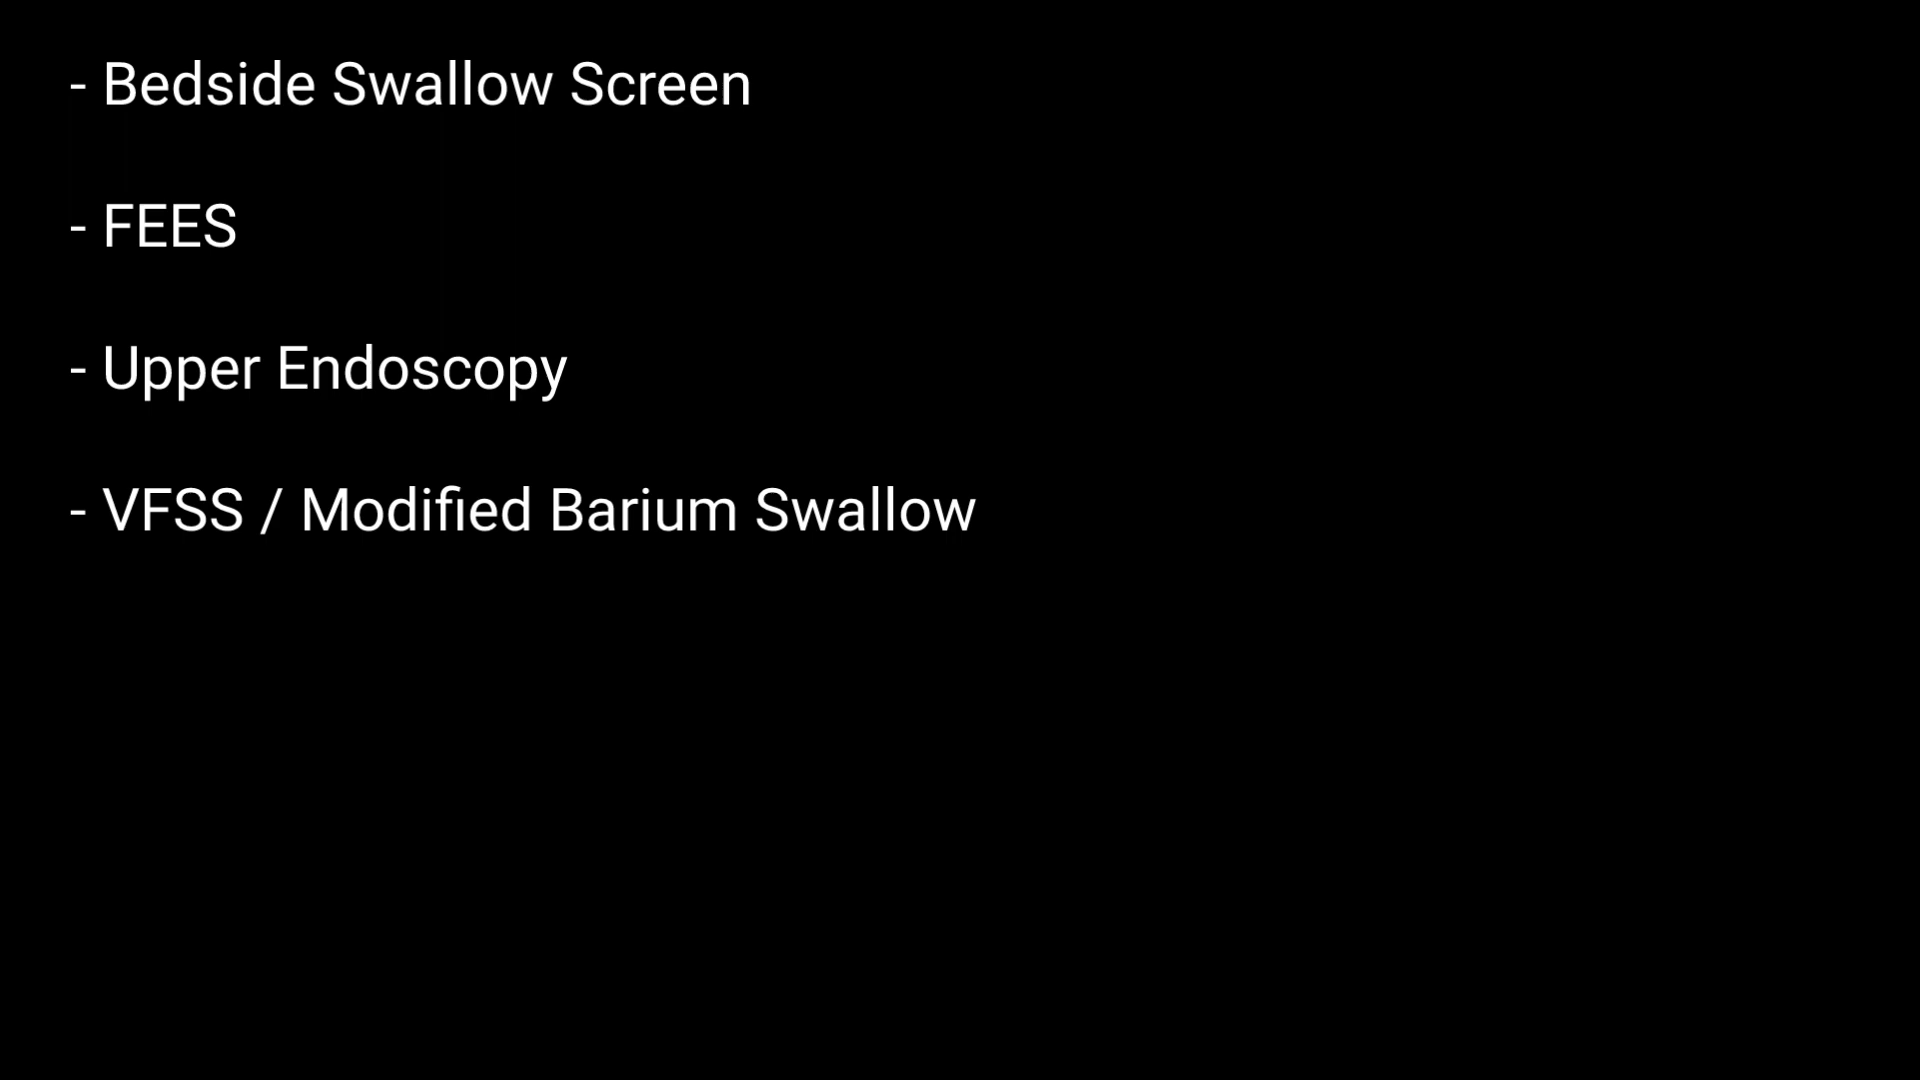 - Bedside Swallow Screen
- FEES
- Upper Endoscopy
- VFSS / Modified Barium Swallow